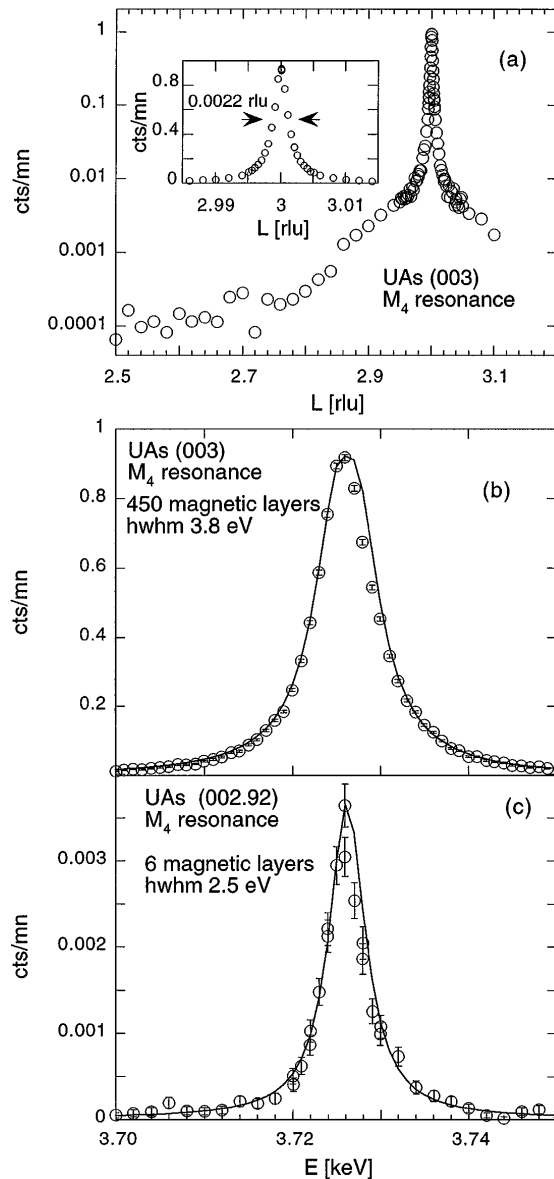 1
0.1
0.01
0.001
0.0001
cts/mn
(a)
0.8
0.4
0
cts/mn
0.0022 rlu
2.99
3
3.01
L [rlu]
UAs (003)
M4 resonance
2.5
2.7
2.9
3.1
L [rlu]
UAs (003)
M4 resonance
450 magnetic layers
hwhm 3.8 eV
(b)
1
0.8
0.6
0.4
0.2
cts/mn
UAs (002.92)
M4 resonance
6 magnetic layers
hwhm 2.5 eV
(c)
0.003
0.002
0.001
0
cts/mn
3.70
3.72
3.74
E [keV]